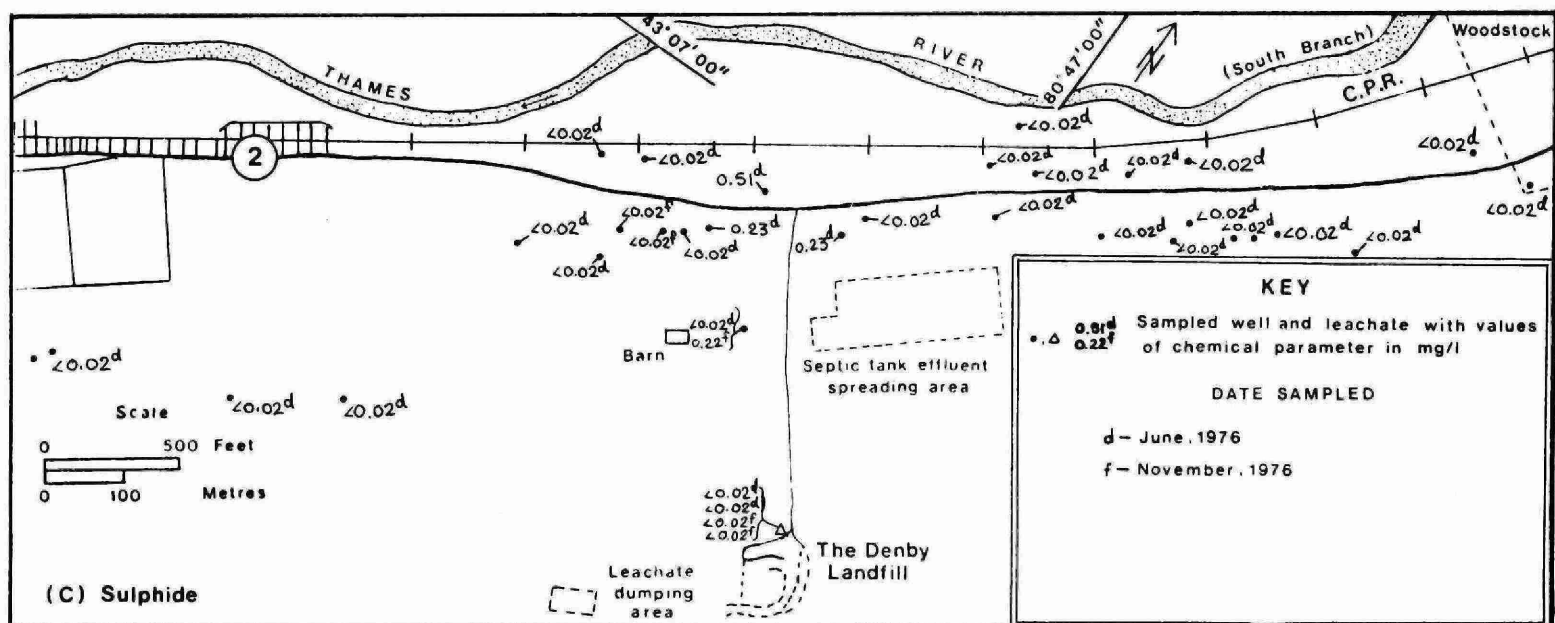 THAMES
43°07'00"
RIVER
80°47'00"
N
(South Branch)
C.P.R.
Woodstock
2
<0.02d
<0.02d
0.51d
<0.02d
<0.02d
<0.02d
<0.02d
<0.02d
<0.02d
<0.02d
<0.02d
<0.02f
<0.02f
<0.02d
0.23d
<0.02d
0.23d
<0.02d
<0.02d
<0.02d
<0.02d
<0.02d
<0.02d
<0.02d
<0.02d
<0.02d
0.22f
Barn
Septic tank effluent
spreading area
<0.02d
<0.02d
<0.02d
Scale
0 500 Feet
0 100 Metres
<0.02d
<0.02d
<0.02f
<0.02f
The Denby
Landfill
Leachate
dumping
area
(C) Sulphide
KEY
0.51d
0.22f
Sampled well and leachate with values
of chemical parameter in mg/l
DATE SAMPLED
d – June, 1976
f – November, 1976